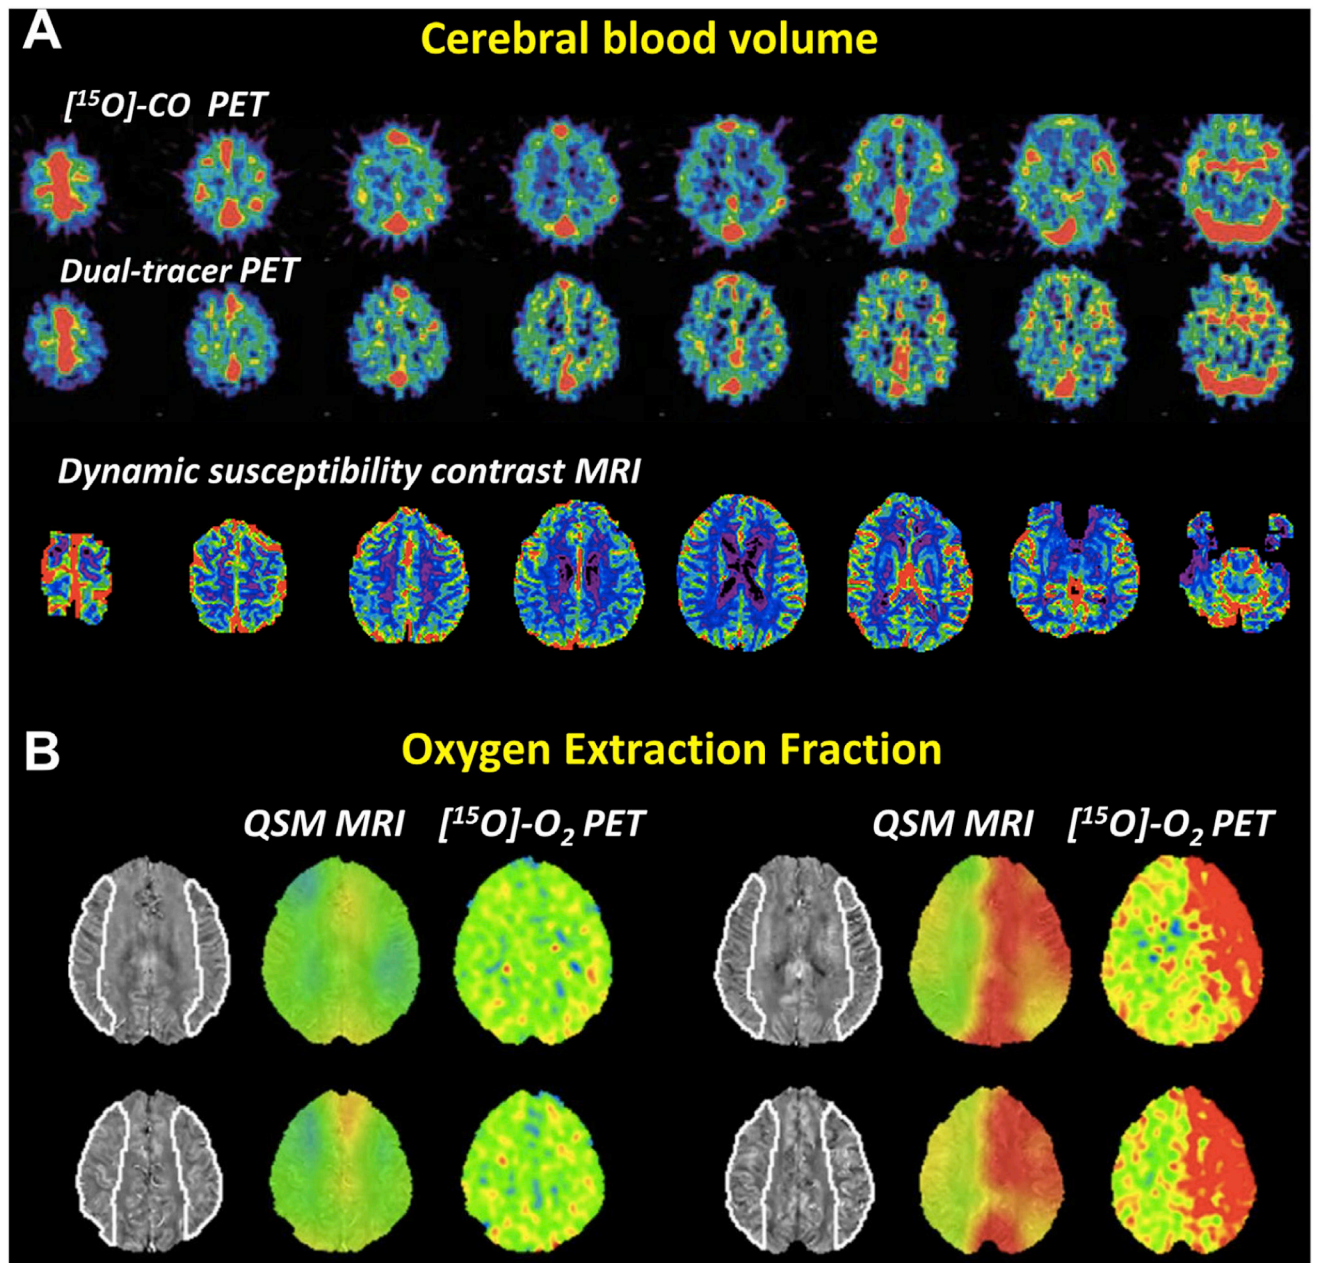 A
Cerebral blood volume
[¹⁵O]-CO PET
Dual-tracer PET
Dynamic susceptibility contrast MRI
B
Oxygen Extraction Fraction
QSM MRI [¹⁵O]-O₂ PET QSM MRI [¹⁵O]-O₂ PET